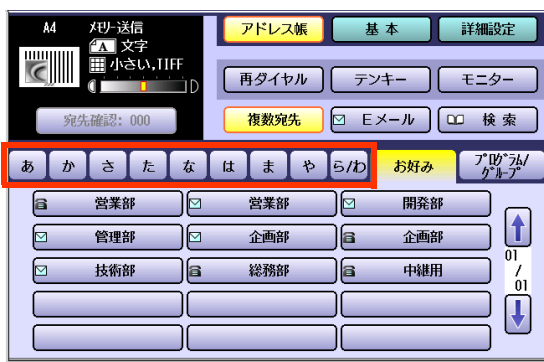 A4 ﾒﾓﾘｰ送信
A 文字
小さい,TIFF
D
宛先確認: 000
アドレス帳 基本 詳細設定
再ダイヤル テンキー モニター
複数宛先 Eメール 検索
あ か さ た な は ま や ら/わ お好み ﾌﾟﾛｸﾞﾗﾑ/
ｸﾞﾙｰﾌﾟ
営業部 営業部 開発部
管理部 企画部 企画部
技術部 総務部 中継用
01
/
01